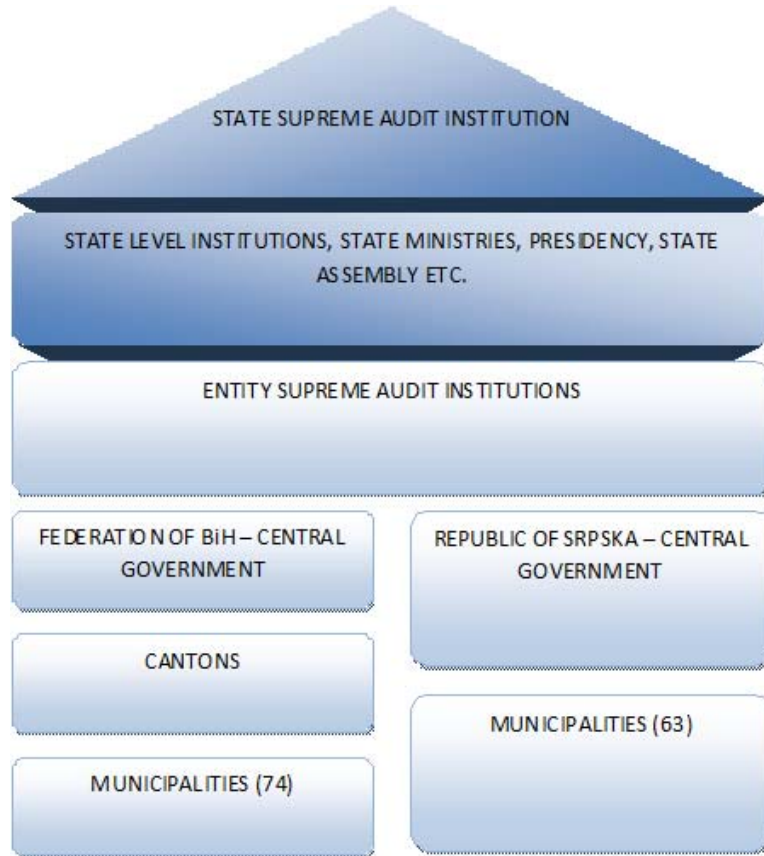 STATE SUPREME AUDIT INSTITUTION
STATE LEVEL INSTITUTIONS, STATE MINISTRIES, PRESIDENCY, STATE
ASSEMBLY ETC.
ENTITY SUPREME AUDIT INSTITUTIONS
FEDERATION OF BiH – CENTRAL
GOVERNMENT
CANTONS
MUNICIPALITIES (74)
REPUBLIC OF SRPSKA – CENTRAL
GOVERNMENT
MUNICIPALITIES (63)